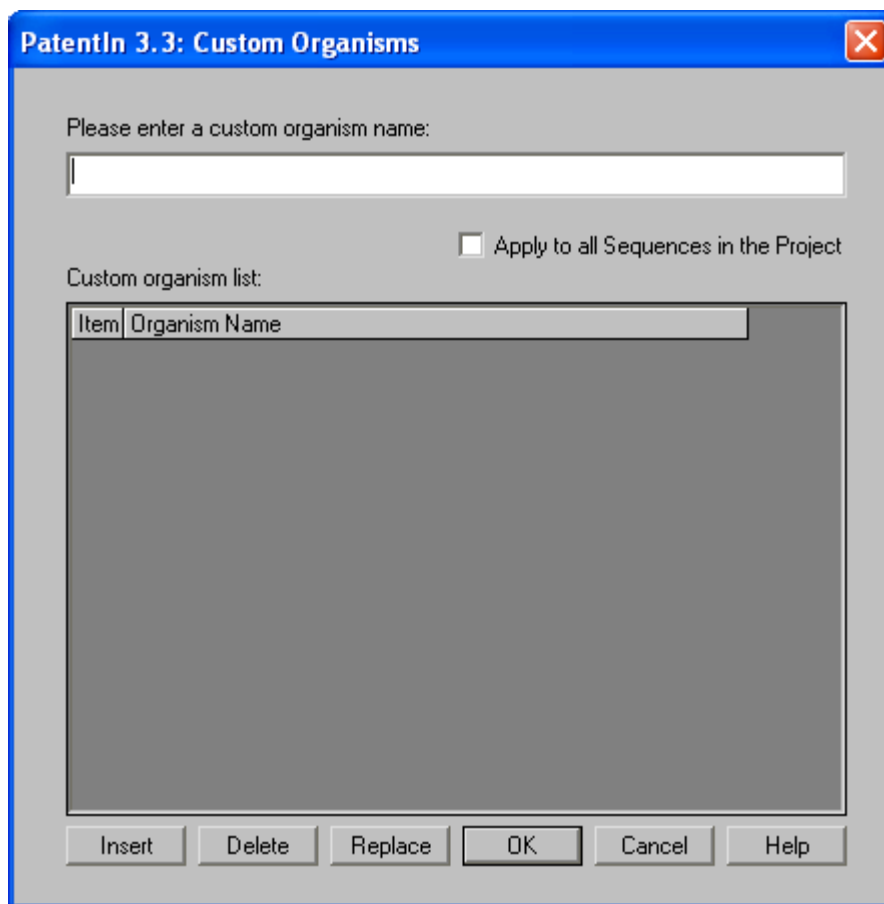 PatentIn 3.3: Custom Organisms
Please enter a custom organism name:
Apply to all Sequences in the Project
Custom organism list:
Item Organism Name
Insert Delete Replace OK Cancel Help